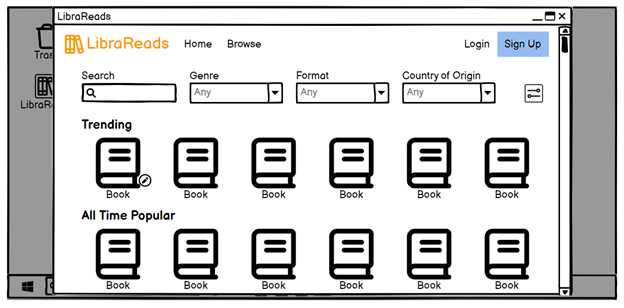 LibraReads
Tras
LibraRe
LibraReads Home Browse Login Sign Up
Search Genre Format Country of Origin
Any Any Any
Trending
Book Book Book Book Book Book
All Time Popular
Book Book Book Book Book Book